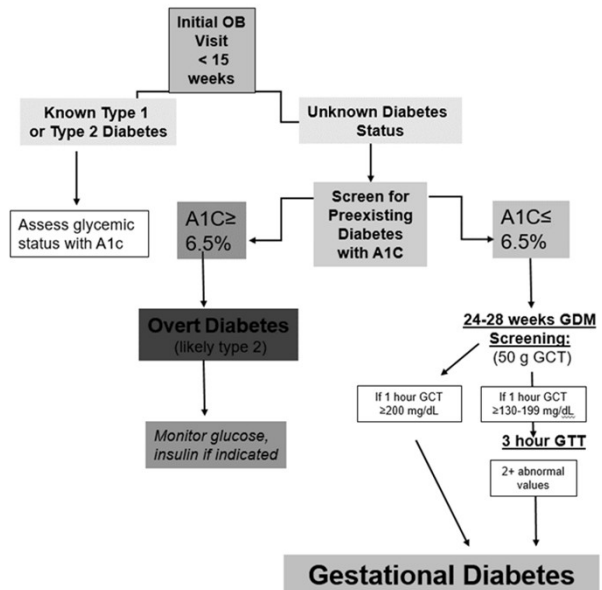 Initial OB
Visit
< 15
weeks
Known Type 1
or Type 2 Diabetes
Unknown Diabetes
Status
Assess glycemic
status with A1c
A1C≥
6.5%
Screen for
Preexisting
Diabetes
with A1C
A1C≤
6.5%
Overt Diabetes
(likely type 2)
24-28 weeks GDM
Screening:
(50 g GCT)
Monitor glucose,
insulin if indicated
If 1 hour GCT
≥200 mg/dL
If 1 hour GCT
≥130-199 mg/dL
3 hour GTT
2+ abnormal
values
Gestational Diabetes